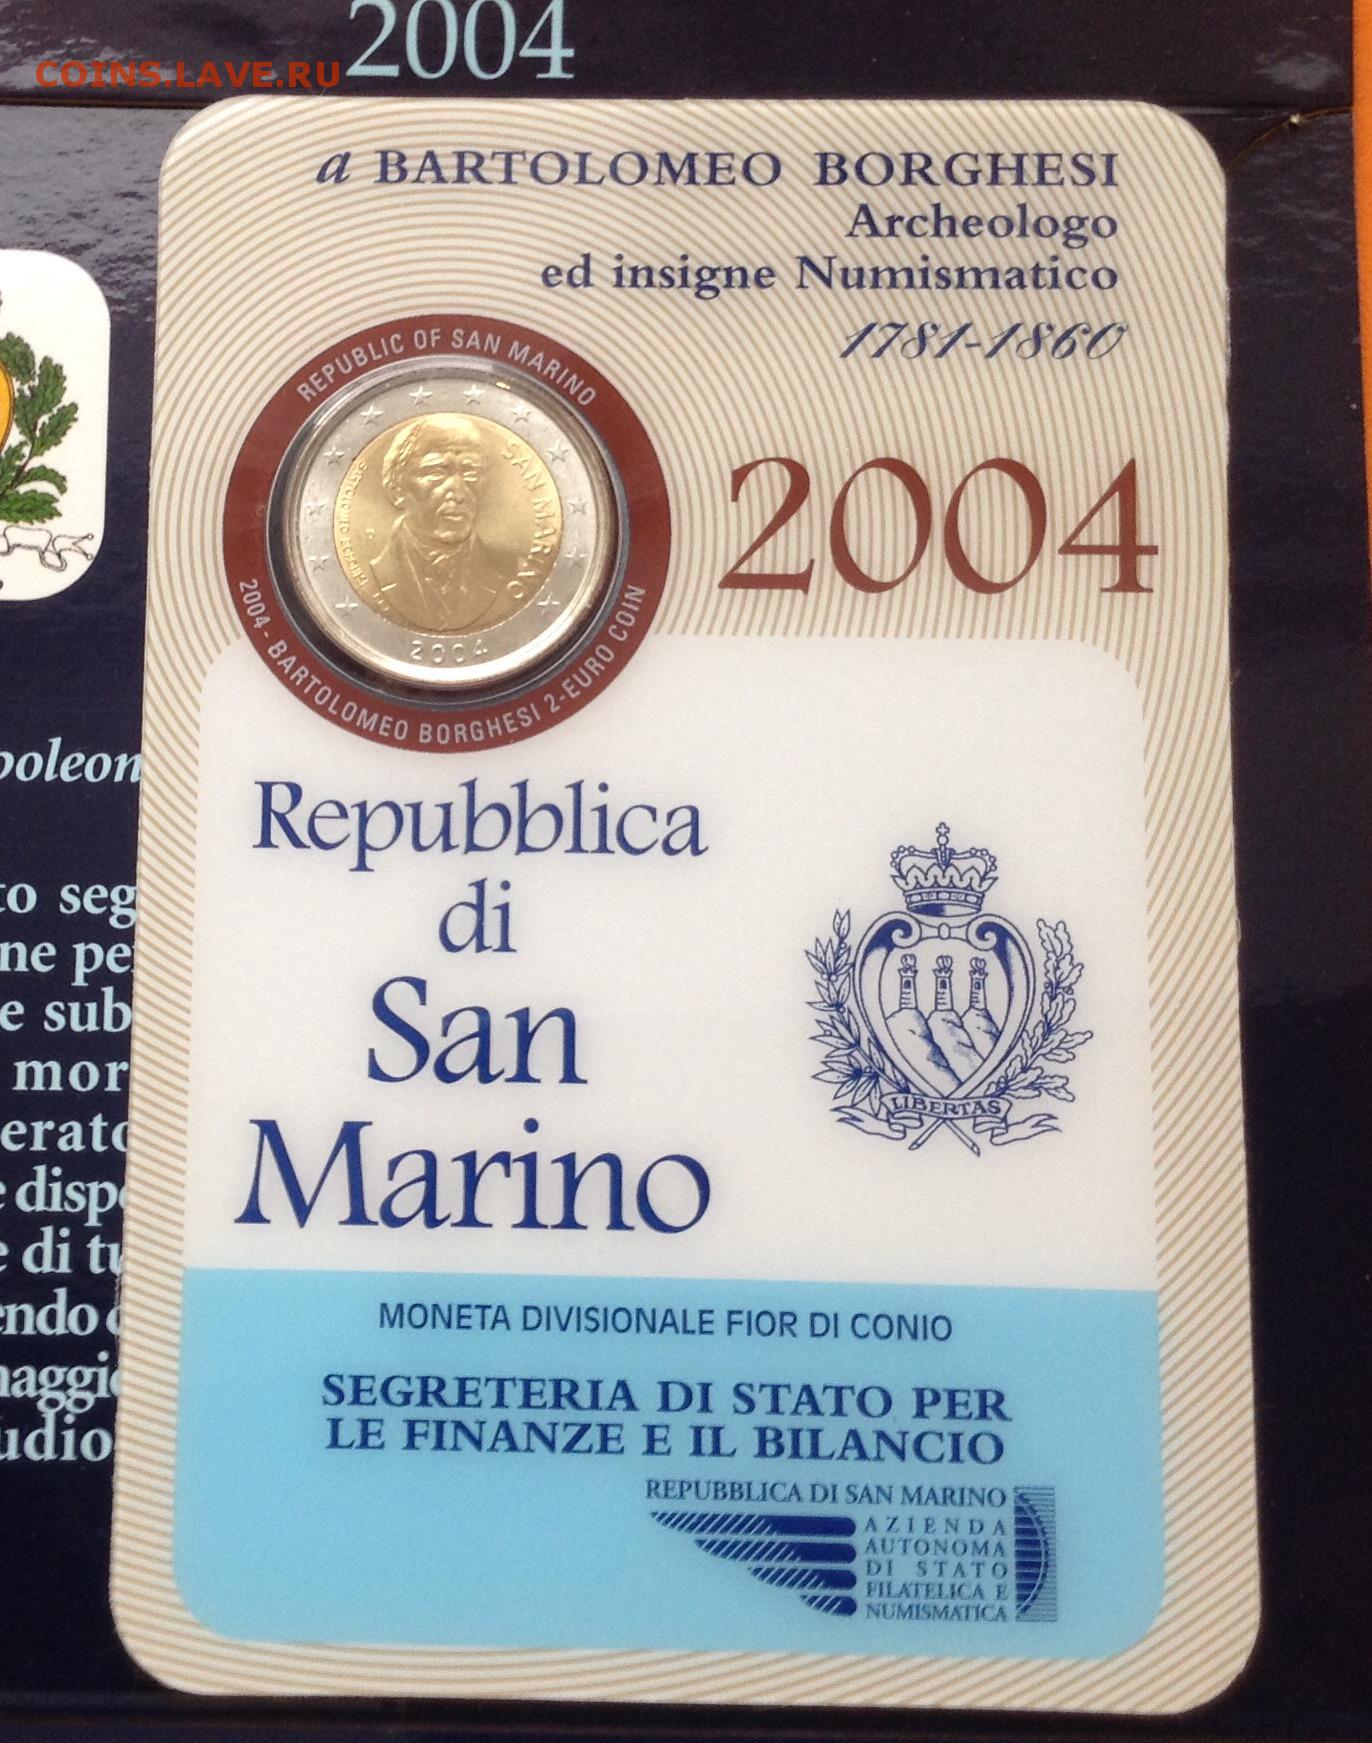 COINS.LAVE.RU
2004
a BARTOLOMEO BORGHESI
Archeologo
ed insigne Numismatico
1781-1860
REPUBLIC OF SAN MARINO
SAN MARINO
2004
2004 - BARTOLOMEO BORGHESI 2-EURO COIN
2004
Repubblica
di
San
Marino
LIBERTAS
MONETA DIVISIONALE FIOR DI CONIO
SEGRETERIA DI STATO PER
LE FINANZE E IL BILANCIO
REPUBBLICA DI SAN MARINO
AZIENDA
AUTONOMA
DI STATO
FILATELICA E
NUMISMATICA
poleon
to seg
ne pe
e sub
mor
erato
e disp
e di tu
endo
maggi
udio